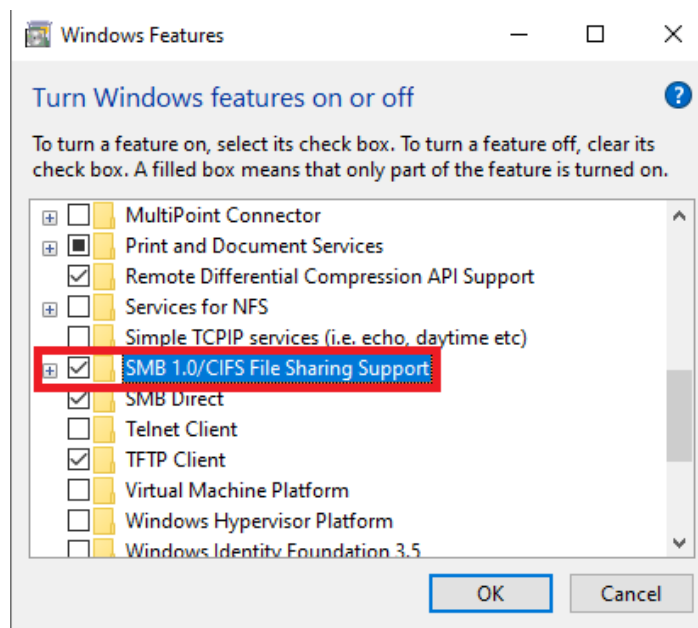 Windows Features
Turn Windows features on or off
?
To turn a feature on, select its check box. To turn a feature off, clear its
check box. A filled box means that only part of the feature is turned on.
MultiPoint Connector
Print and Document Services
Remote Differential Compression API Support
Services for NFS
Simple TCPIP services (i.e. echo, daytime etc)
SMB 1.0/CIFS File Sharing Support
SMB Direct
Telnet Client
TFTP Client
Virtual Machine Platform
Windows Hypervisor Platform
Windows Identity Foundation 3.5
OK
Cancel